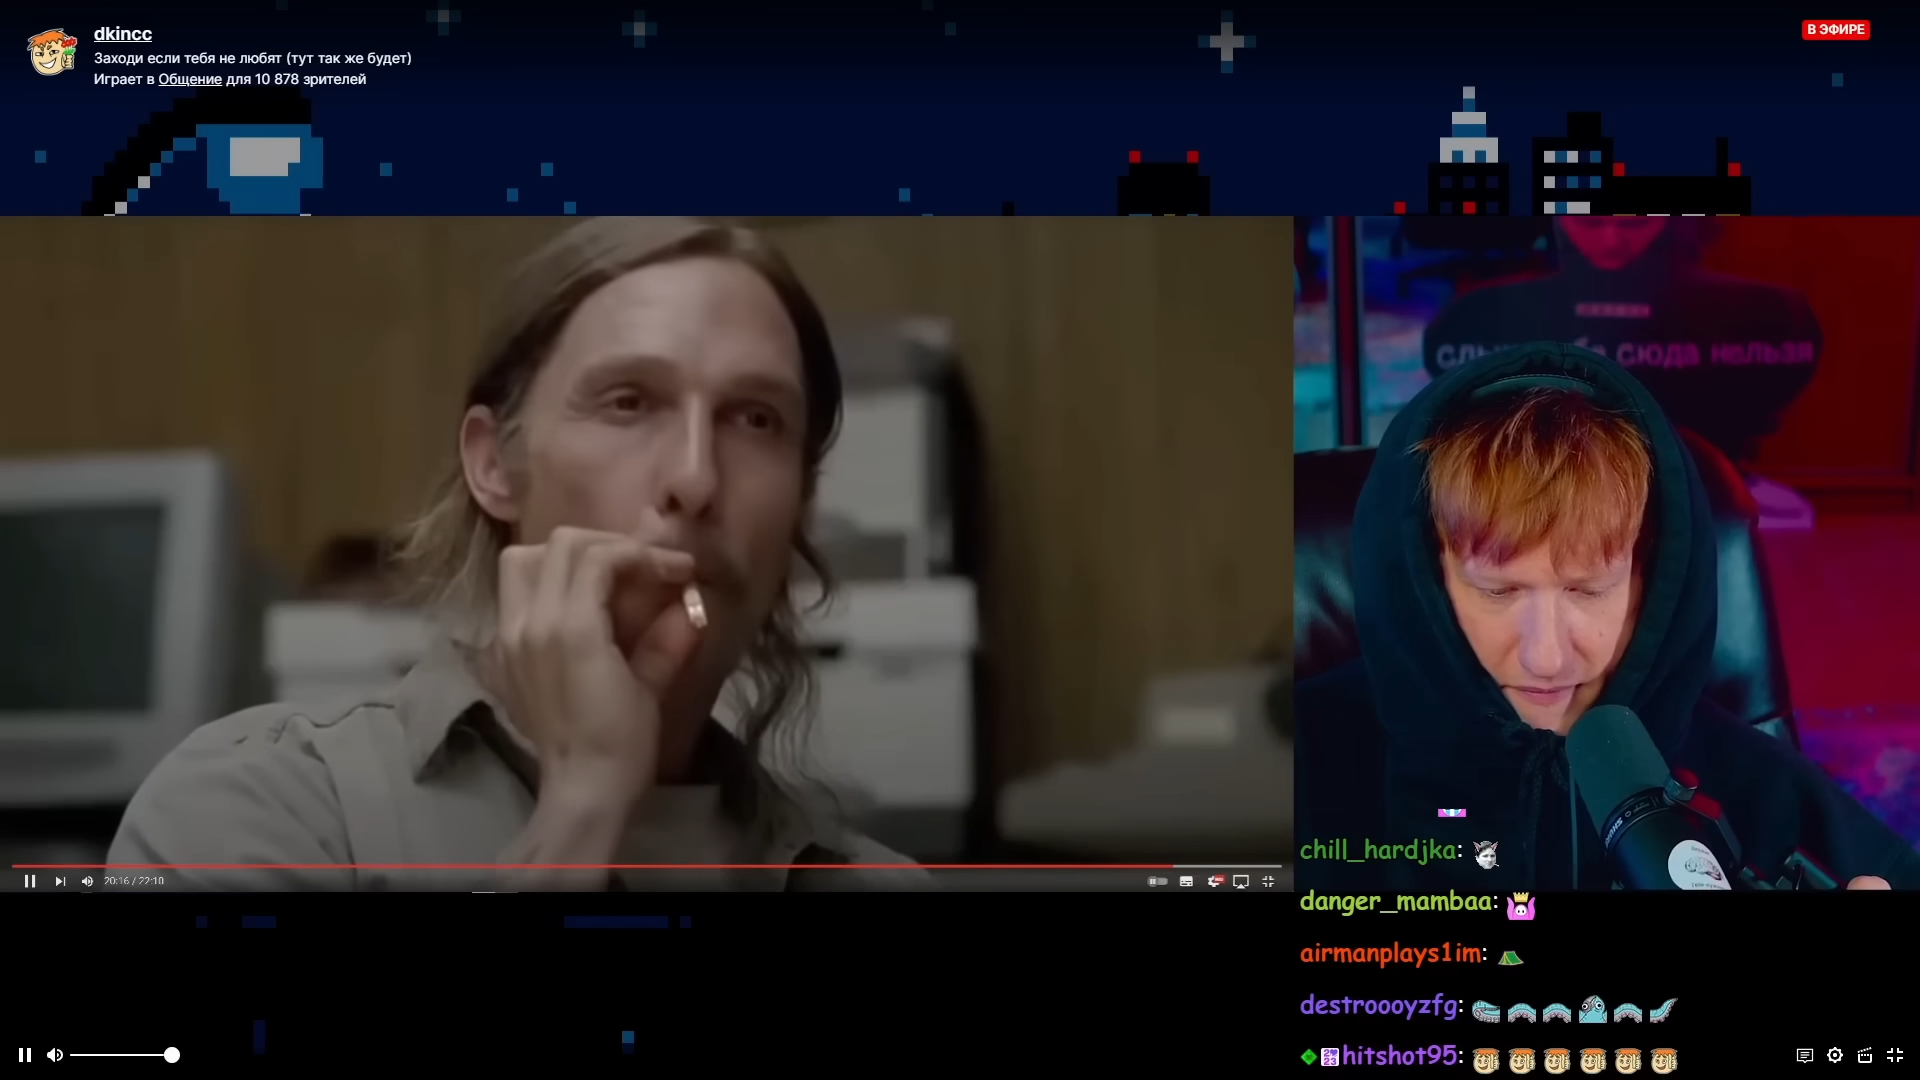 dkincc
Заходи если тебя не любят (тут так же будет)
Играет в Общение для 10 878 зрителей
В ЭФИРЕ
сюда нельзя
20:16 / 22:10
chill_hardjka:
danger_mambaa:
airmanplays1im:
destroooyzfg:
hitshot95: